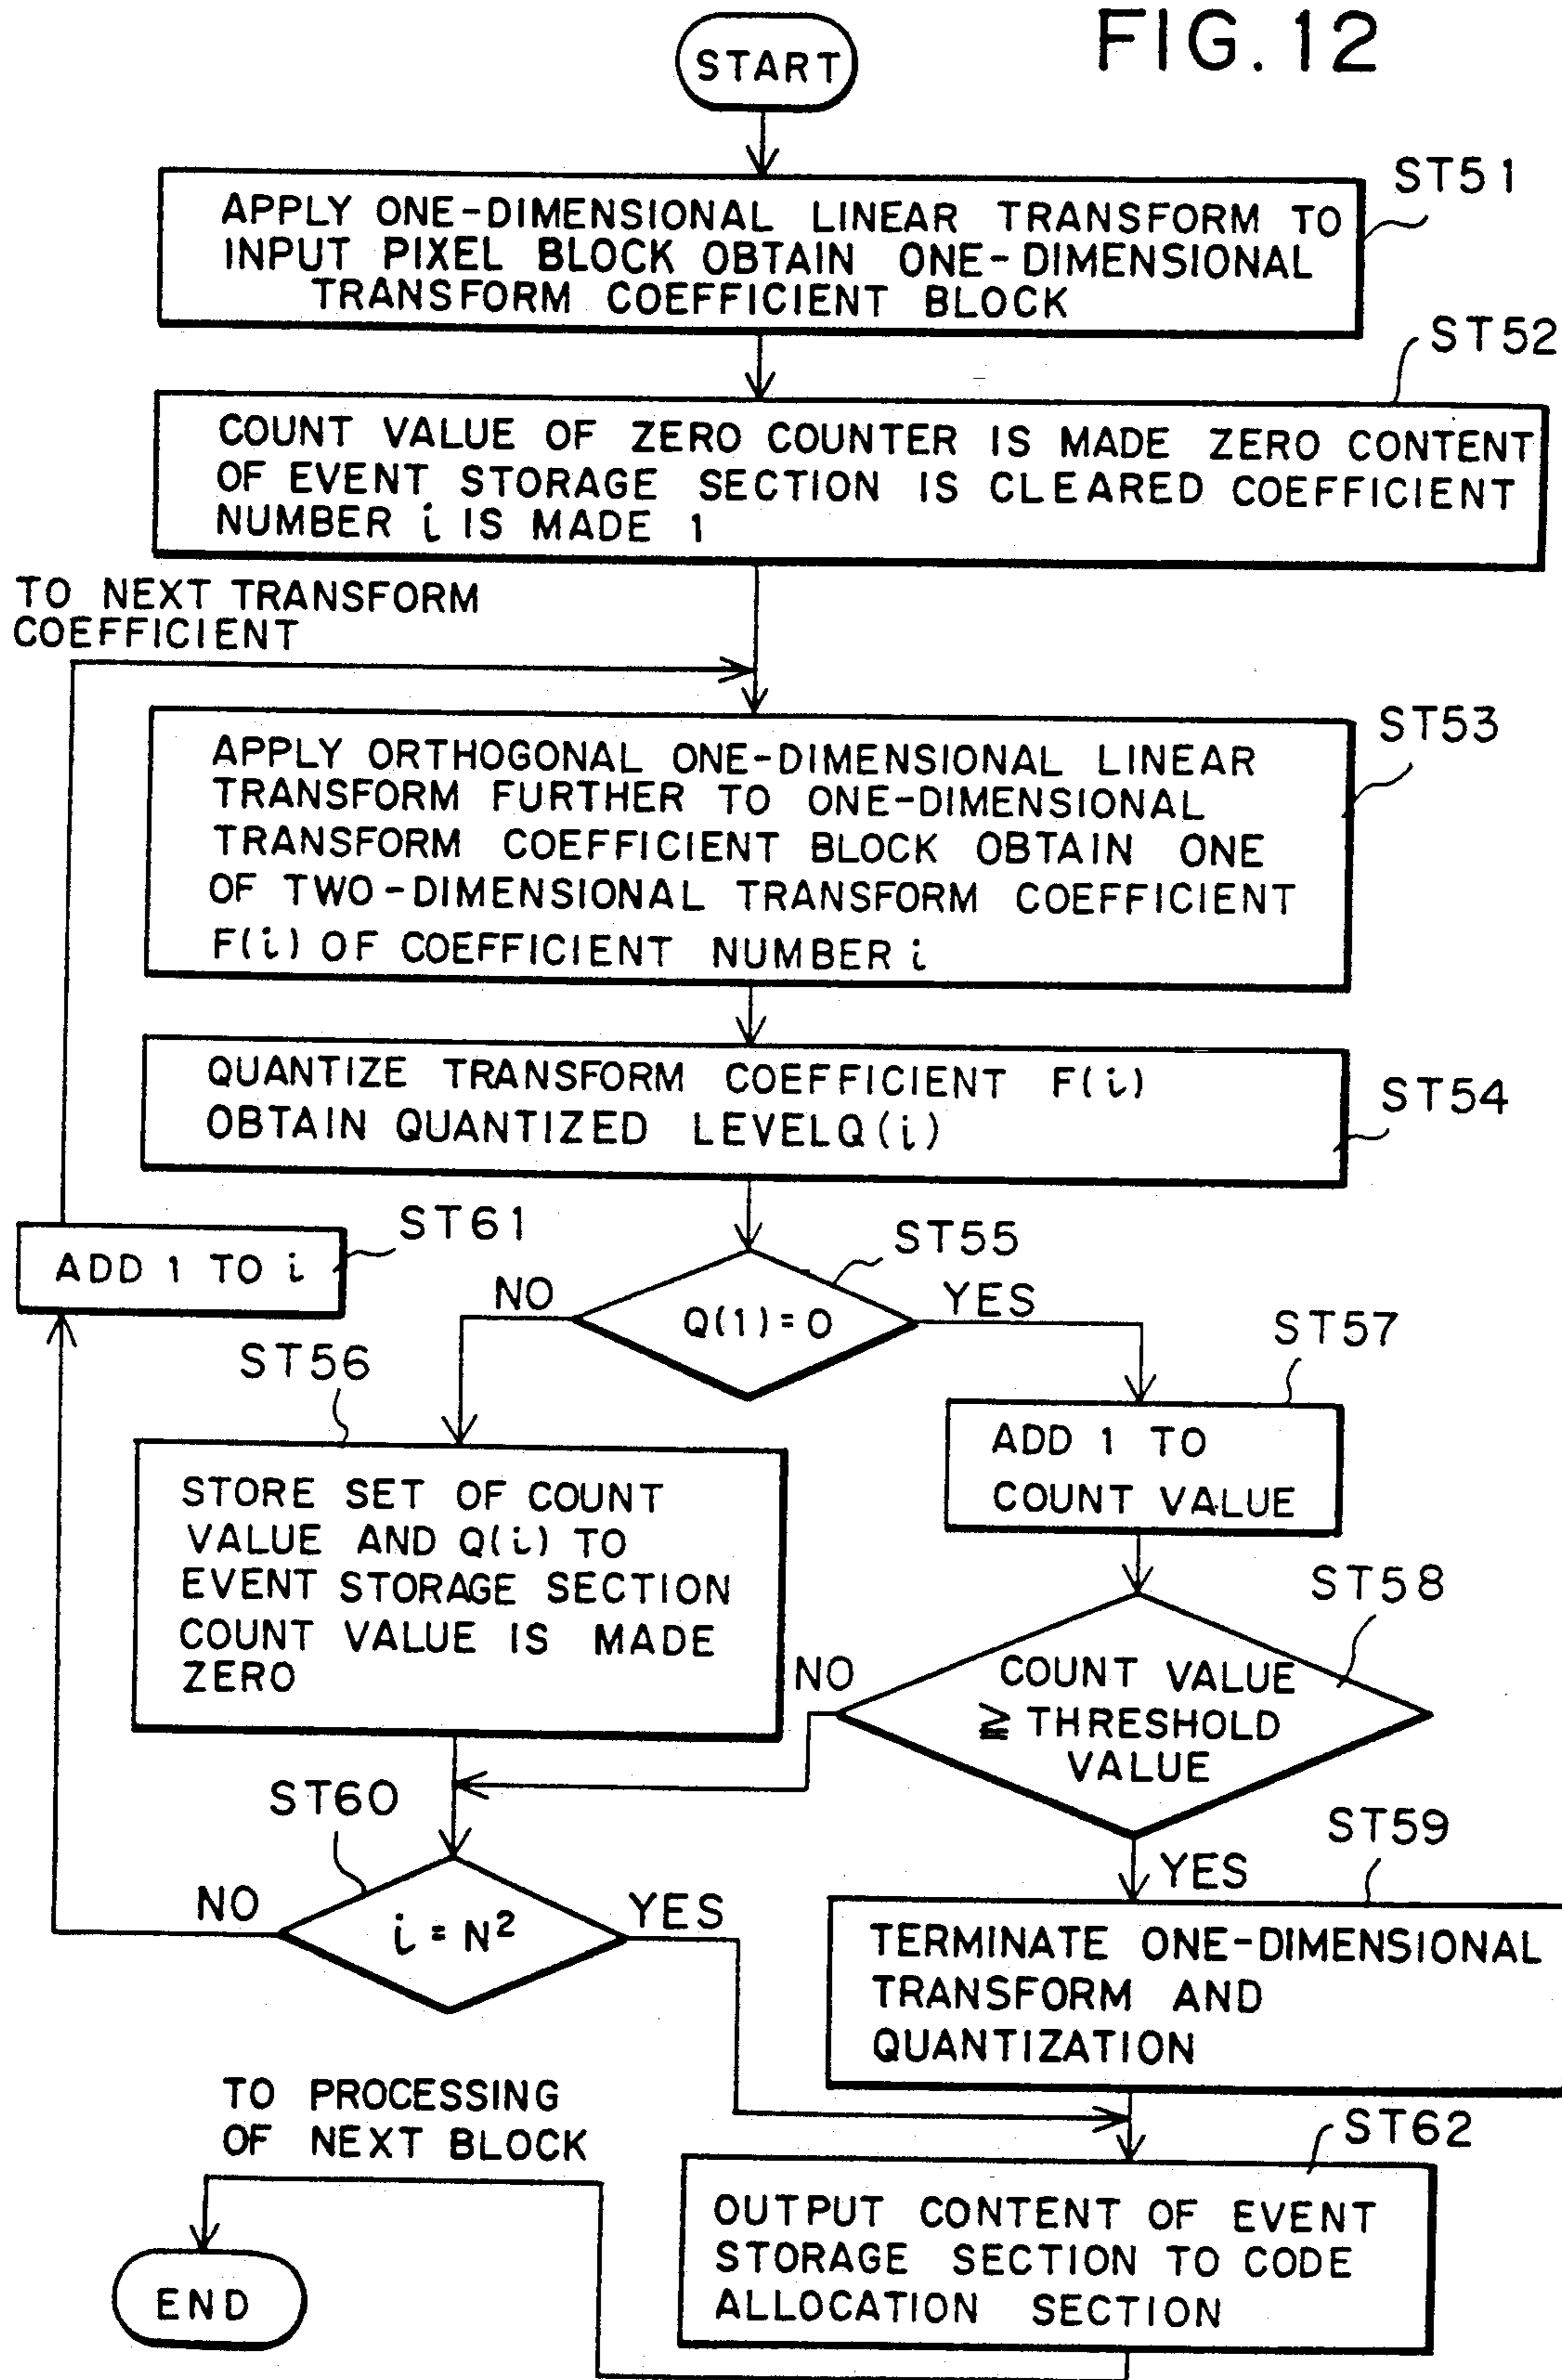 FIG. 12
START
ST51
APPLY ONE-DIMENSIONAL LINEAR TRANSFORM TO
INPUT PIXEL BLOCK OBTAIN ONE-DIMENSIONAL
TRANSFORM COEFFICIENT BLOCK
ST52
COUNT VALUE OF ZERO COUNTER IS MADE ZERO CONTENT
OF EVENT STORAGE SECTION IS CLEARED COEFFICIENT
NUMBER i IS MADE 1
TO NEXT TRANSFORM
COEFFICIENT
ST53
APPLY ORTHOGONAL ONE-DIMENSIONAL LINEAR
TRANSFORM FURTHER TO ONE-DIMENSIONAL
TRANSFORM COEFFICIENT BLOCK OBTAIN ONE
OF TWO-DIMENSIONAL TRANSFORM COEFFICIENT
F(i) OF COEFFICIENT NUMBER i
QUANTIZE TRANSFORM COEFFICIENT F(i)
OBTAIN QUANTIZED LEVELQ(i)
ST54
ST61
ADD 1 TO i
ST55
NO
YES
Q(1)=0
ST56
ST57
ADD 1 TO
COUNT VALUE
STORE SET OF COUNT
VALUE AND Q(i) TO
EVENT STORAGE SECTION
COUNT VALUE IS MADE
ZERO
ST58
NO
COUNT VALUE
≧ THRESHOLD
VALUE
ST60
ST59
YES
NO
YES
i = N²
TERMINATE ONE-DIMENSIONAL
TRANSFORM AND
QUANTIZATION
TO PROCESSING
OF NEXT BLOCK
ST62
OUTPUT CONTENT OF EVENT
STORAGE SECTION TO CODE
ALLOCATION SECTION
END